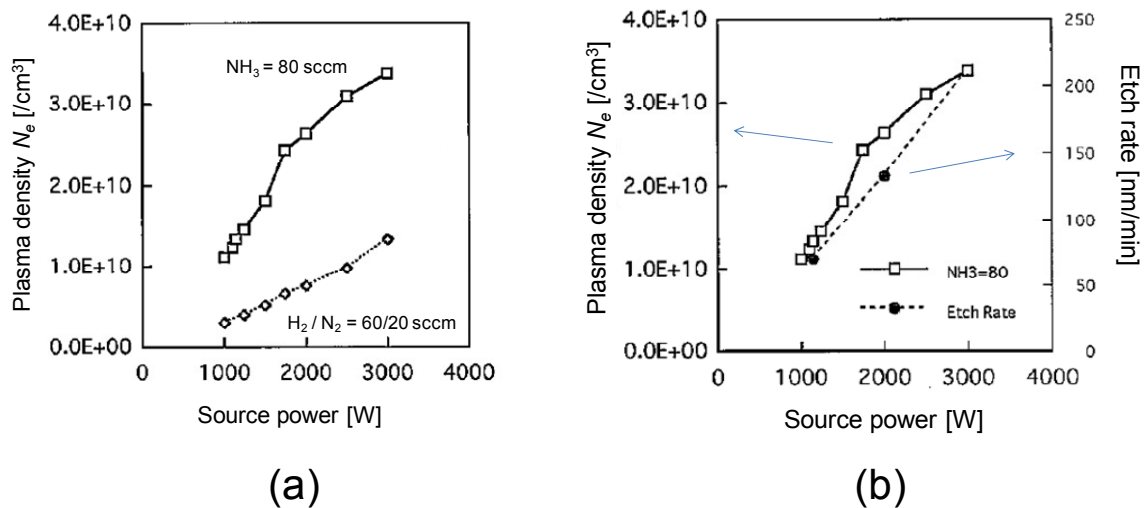 4.0E+10
3.0E+10
2.0E+10
1.0E+10
0.0E+00
Plasma density Ne [/cm³]
NH₃ = 80 sccm
H₂ / N₂ = 60/20 sccm
0 1000 2000 3000 4000
Source power [W]
(a)
4.0E+10
3.0E+10
2.0E+10
1.0E+10
0.0E+00
Plasma density Ne [/cm³]
250
200
150
100
50
0
Etch rate [nm/min]
NH3=80
Etch Rate
0 1000 2000 3000 4000
Source power [W]
(b)